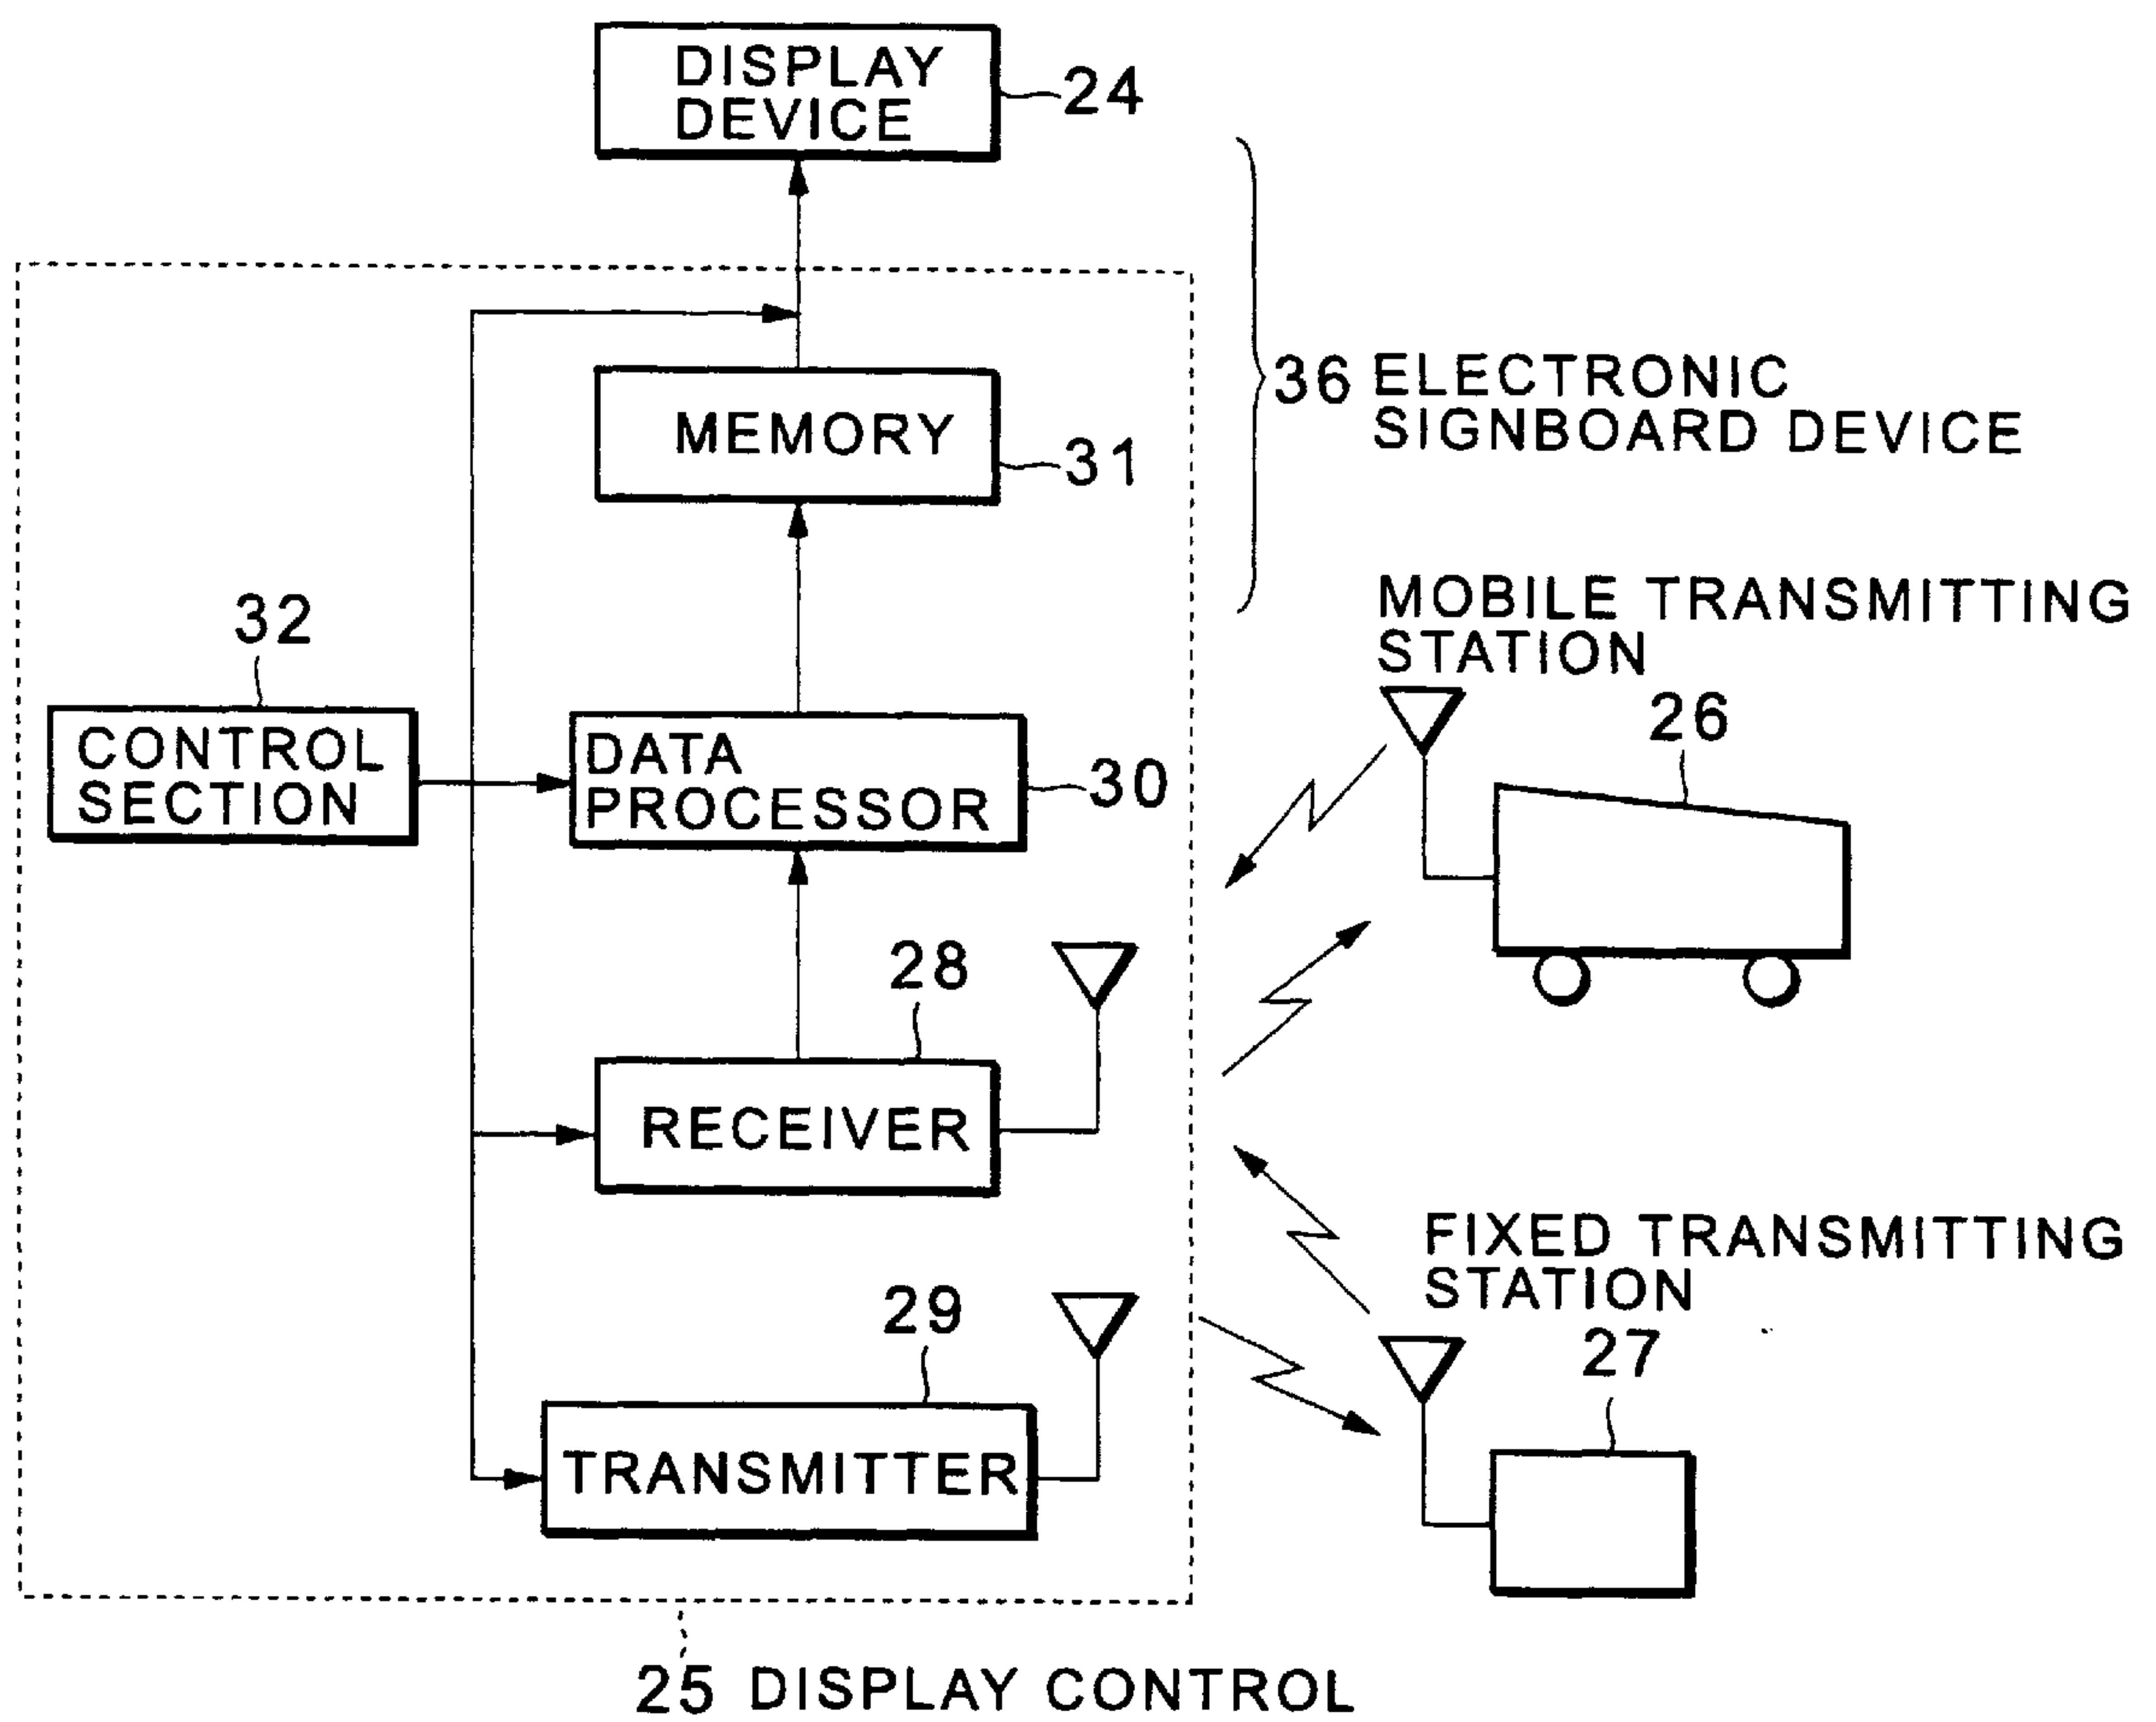 DISPLAY
DEVICE
24
MEMORY
31
36 ELECTRONIC
SIGNBOARD DEVICE
32
CONTROL
SECTION
DATA
PROCESSOR
30
MOBILE TRANSMITTING
STATION
26
28
RECEIVER
29
TRANSMITTER
FIXED TRANSMITTING
STATION
27
25 DISPLAY CONTROL